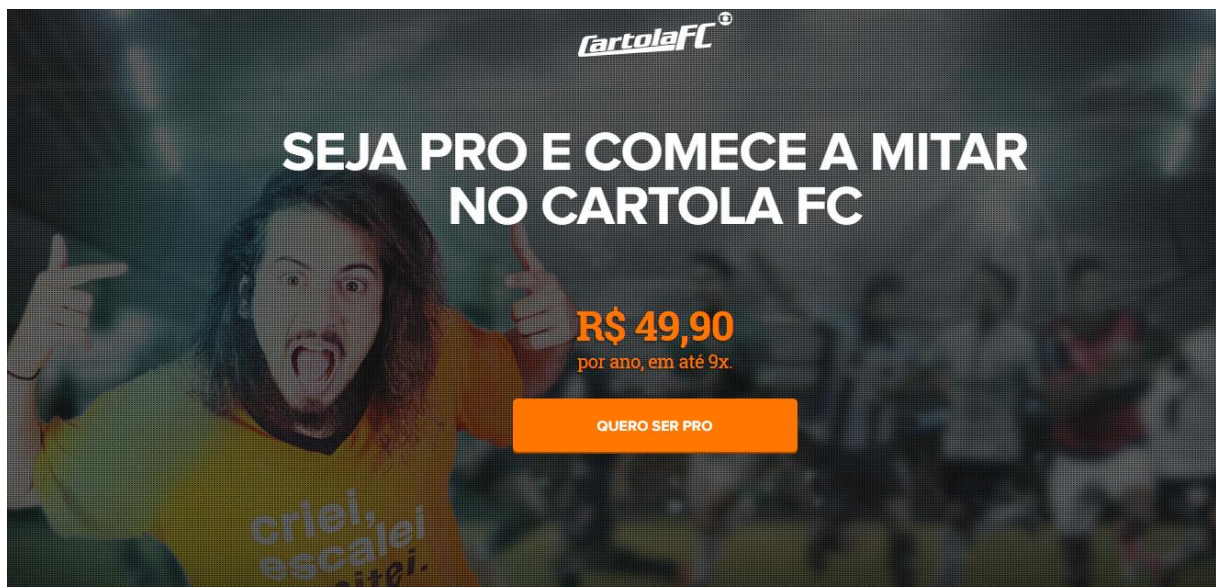 CartolaFC
SEJA PRO E COMECE A MITAR
NO CARTOLA FC
R$ 49,90
por ano, em até 9x.
QUERO SER PRO
criei,
escalei